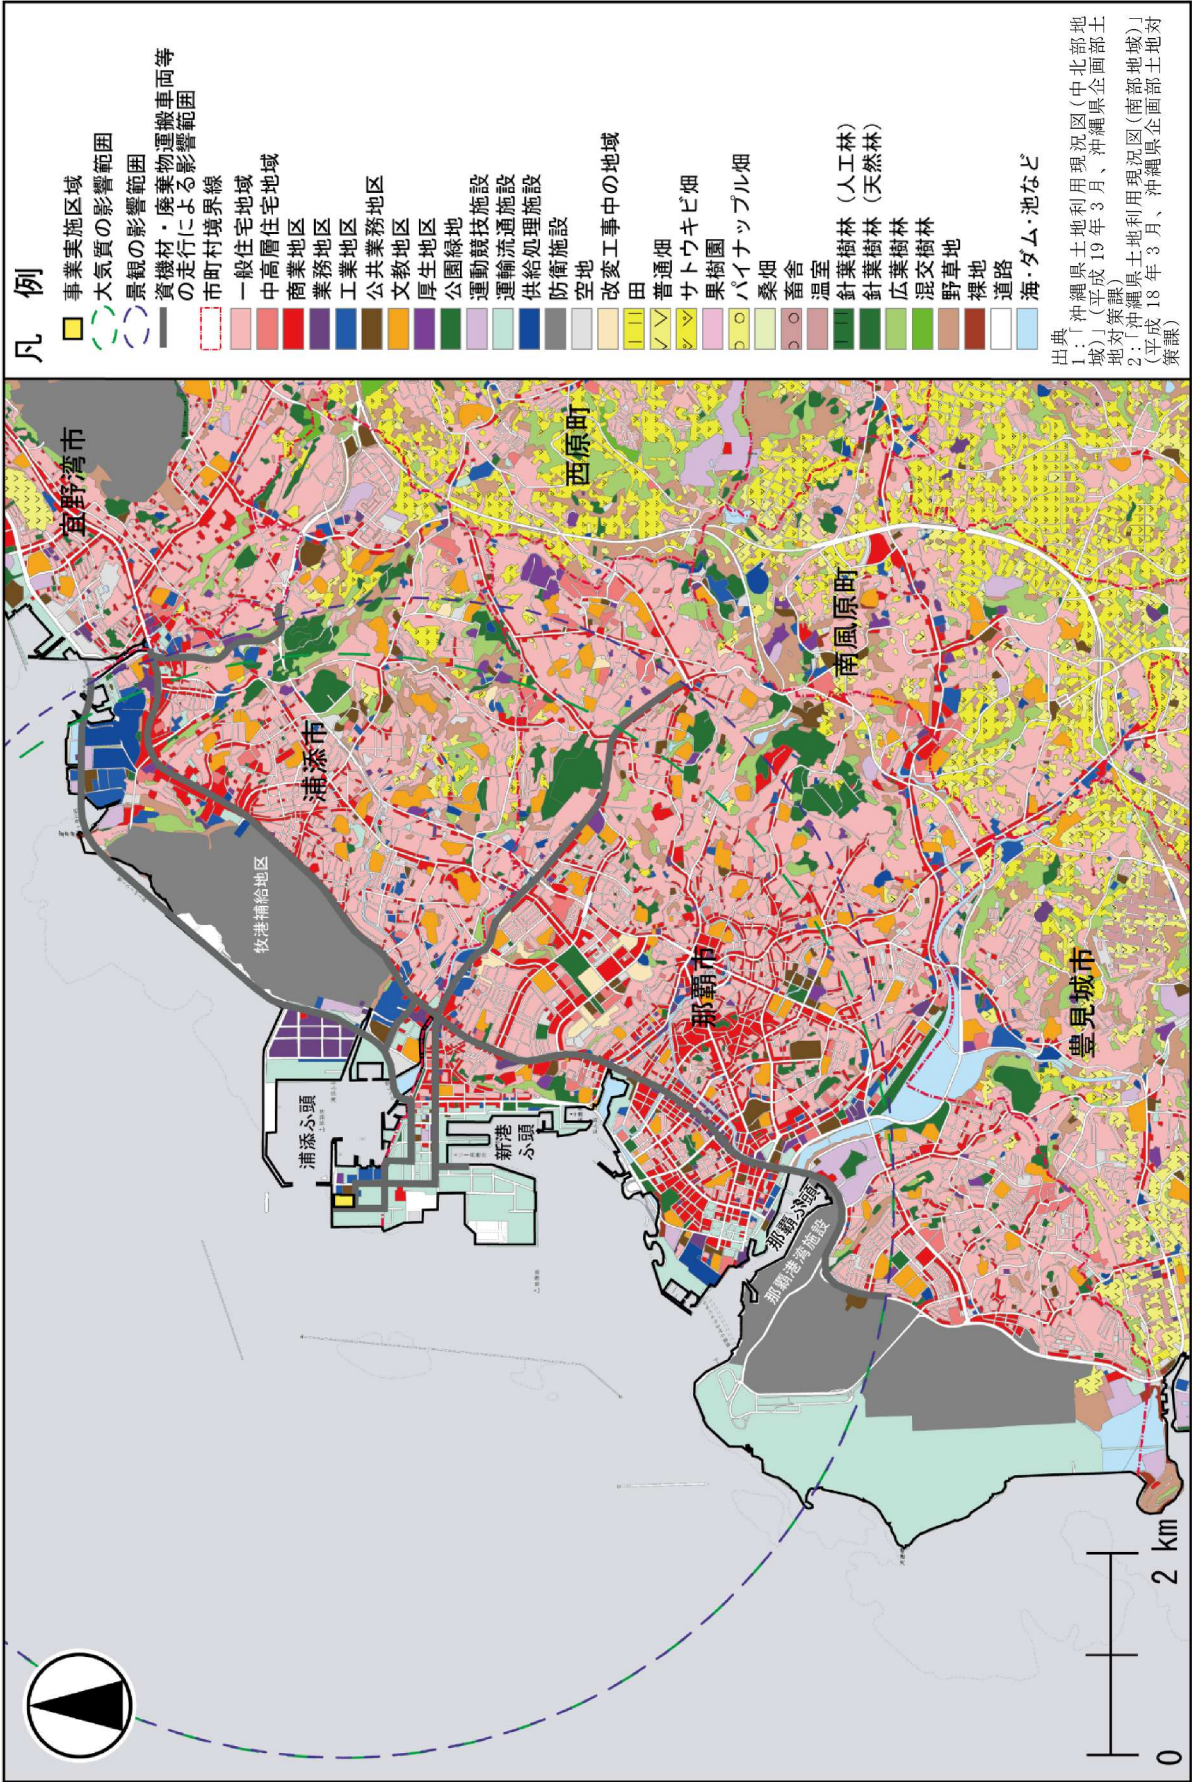 凡　例
事業実施区域
大気質の影響範囲
景観の影響範囲
資機材・廃棄物運搬車両等
の走行による影響範囲
市町村境界線
一般住宅地域
中高層住宅地域
商業地区
業務地区
工業地区
公共業務地区
文教地区
厚生地区
公園緑地
運動競技施設
運輸流通施設
供給処理施設
防衛施設
空地
改変工事中の地域
田
普通畑
サトウキビ畑
果樹園
パイナップル畑
桑畑
畜舎
温室
針葉樹林（人工林）
針葉樹林（天然林）
広葉樹林
混交樹林
野草地
裸地
道路
海・ダム・池など
出典
1：「沖縄県土地利用現況図(中北部地
域)」(平成 19 年 3 月、沖縄県企画部土
地対策課)
2：「沖縄県土地利用現況図(南部地域)」
(平成 18 年 3 月、沖縄県企画部土地対
策課)
宜野湾市
西原町
浦添市
南風原町
牧港補給地区
那覇市
豊見城市
浦添ふ頭
新港
ふ頭
那覇ふ頭
那覇港湾施設
0
2 km